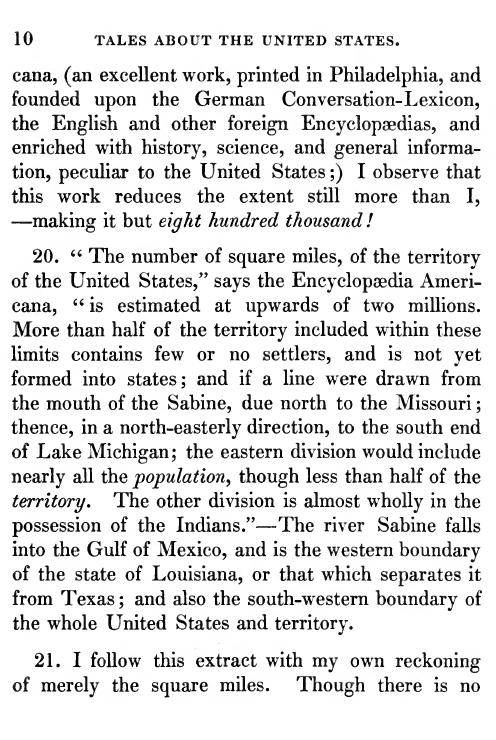 10 TALES ABOUT THE UNITED STATES.
cana, (an excellent work, printed in Philadelphia, and
founded upon the German Conversation-Lexicon,
the English and other foreign Encyclopædias, and
enriched with history, science, and general informa-
tion, peculiar to the United States;) I observe that
this work reduces the extent still more than I,
—making it but eight hundred thousand!
20. “ The number of square miles, of the territory
of the United States,” says the Encyclopædia Ameri-
cana, “ is estimated at upwards of two millions.
More than half of the territory included within these
limits contains few or no settlers, and is not yet
formed into states; and if a line were drawn from
the mouth of the Sabine, due north to the Missouri;
thence, in a north-easterly direction, to the south end
of Lake Michigan; the eastern division would include
nearly all the population, though less than half of the
territory. The other division is almost wholly in the
possession of the Indians.”—The river Sabine falls
into the Gulf of Mexico, and is the western boundary
of the state of Louisiana, or that which separates it
from Texas; and also the south-western boundary of
the whole United States and territory.
21. I follow this extract with my own reckoning
of merely the square miles. Though there is no